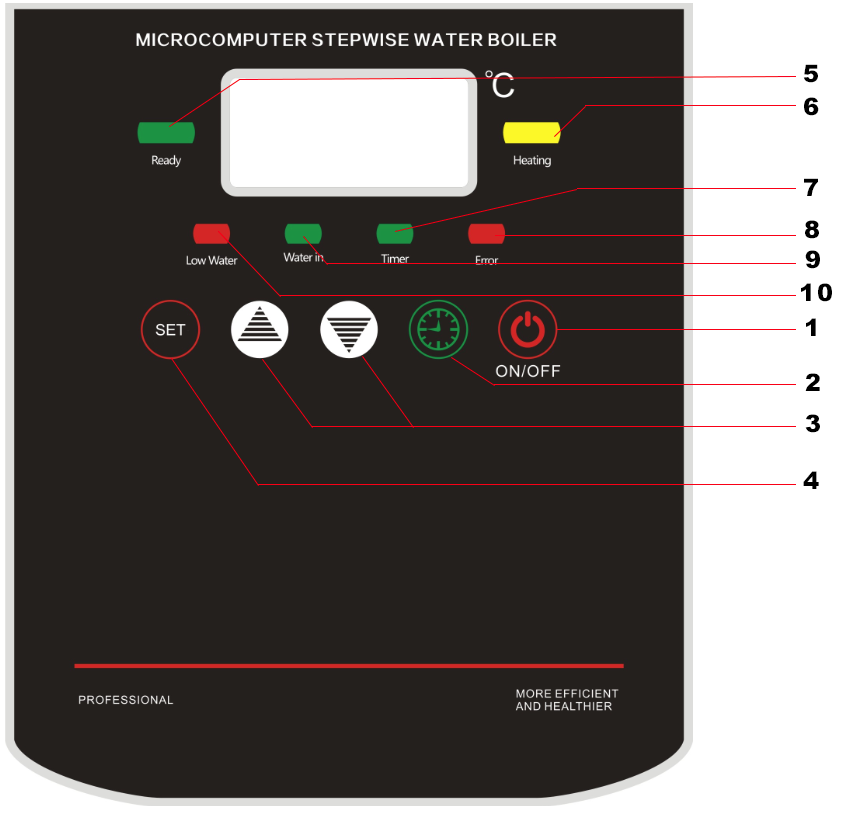 MICROCOMPUTER STEPWISE WATER BOILER
°C
5
6
Ready
Heating
7
8
Low Water
Water in
Timer
Error
9
10
SET
1
ON/OFF
2
3
4
PROFESSIONAL
MORE EFFICIENT
AND HEALTHIER